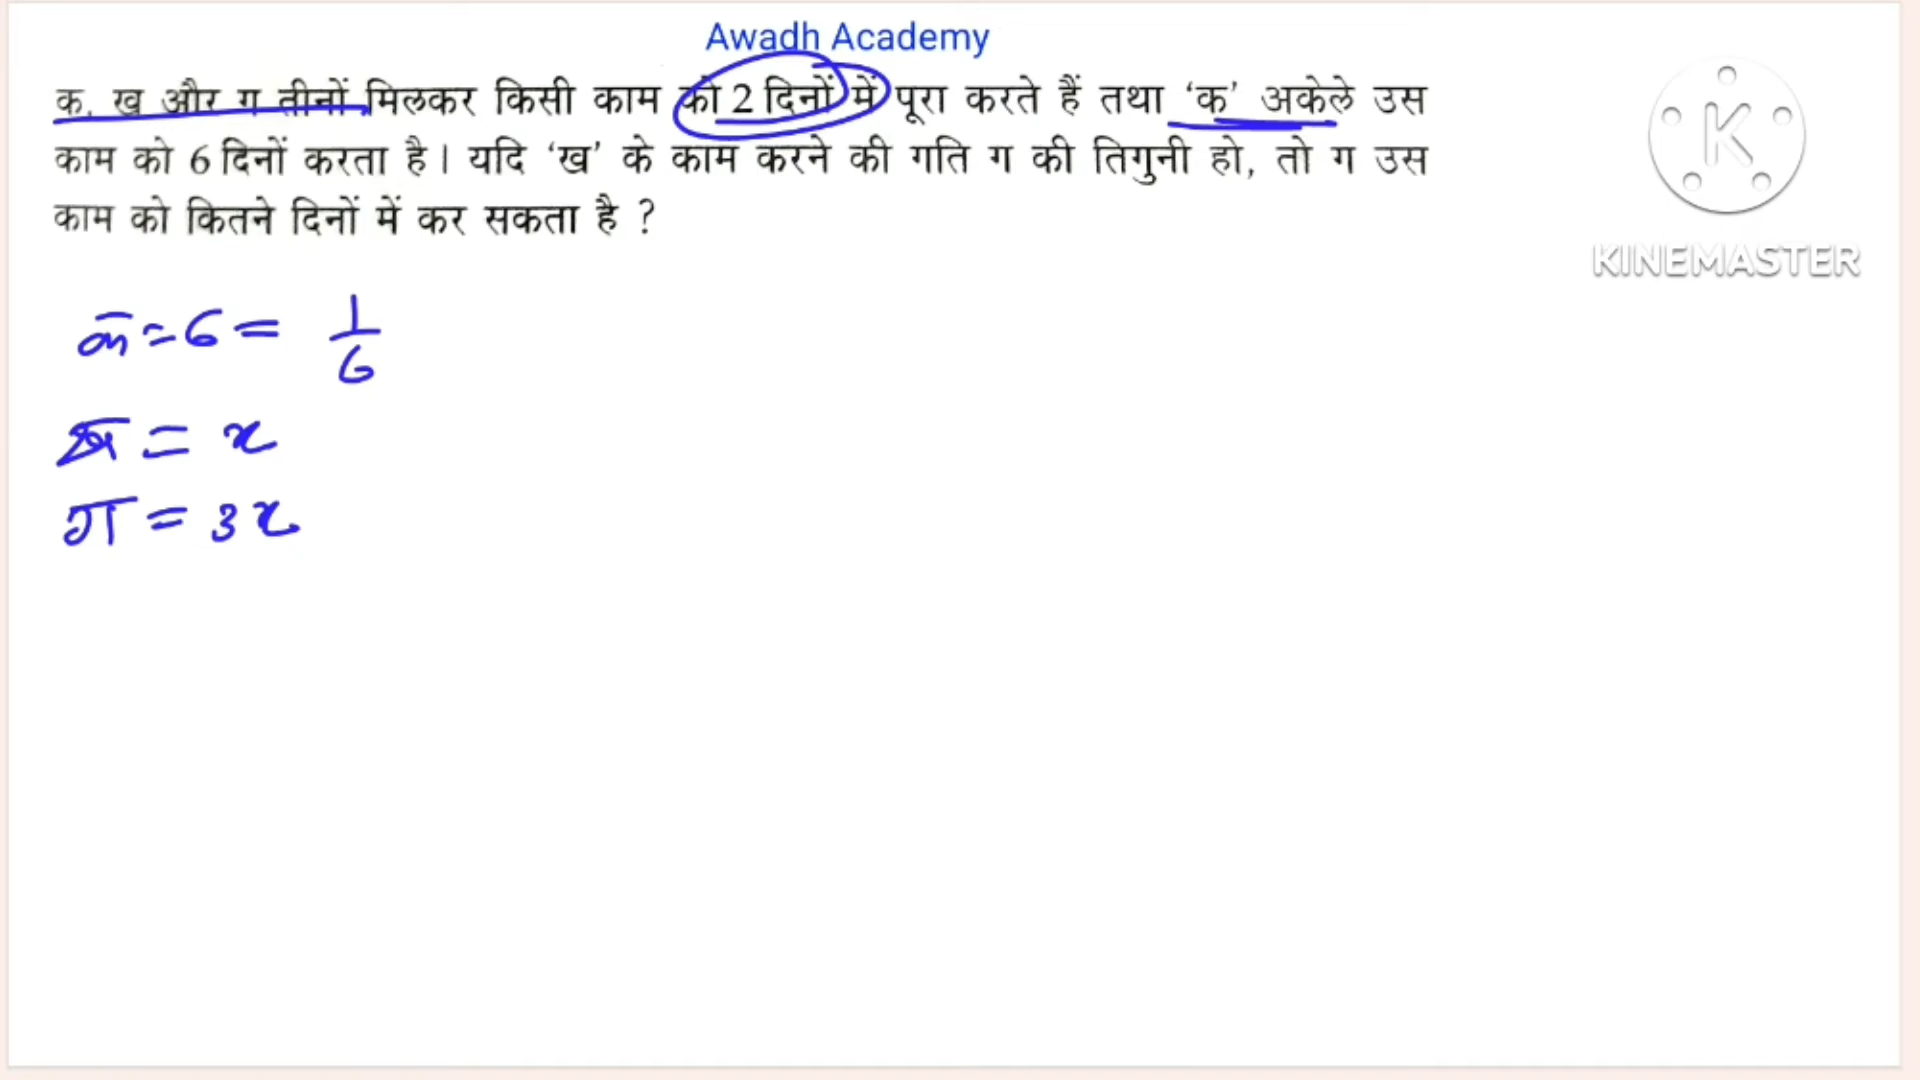 Awadh Academy
क, ख और ग तीनों मिलकर किसी काम को 2 दिनों में पूरा करते हैं तथा ‘क’ अकेले उस
काम को 6 दिनों करता है। यदि ‘ख’ के काम करने की गति ग की तिगुनी हो, तो ग उस
काम को कितने दिनों में कर सकता है ?
K
KINEMASTER
क = 6 = 1/6
ख = x
ग = 3x